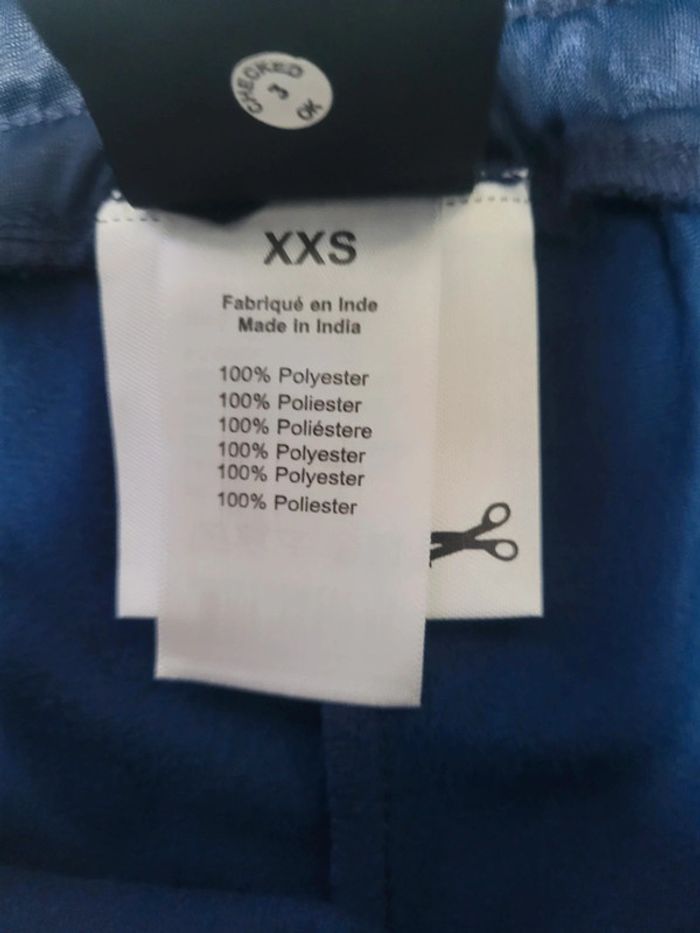 CHECKED
3
OK
XXS
Fabriqué en Inde
Made in India
100% Polyester
100% Poliester
100% Poliéstere
100% Polyester
100% Polyester
100% Poliester